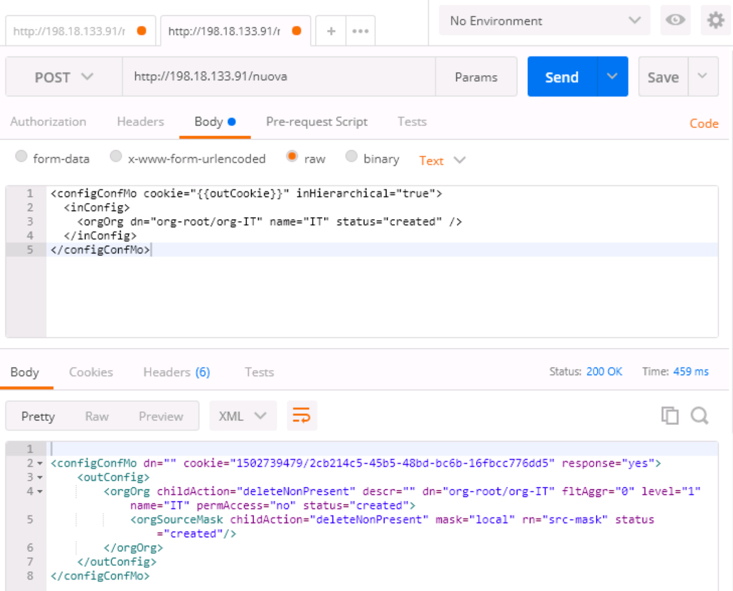 http://198.18.133.91/r
http://198.18.133.91/r
+
•••
No Environment
POST
http://198.18.133.91/nuova
Params
Send
Save
Authorization
Headers
Body
Pre-request Script
Tests
Code
form-data
x-www-form-urlencoded
raw
binary
Text
1 <configConfMo cookie="{{outCookie}}" inHierarchical="true">
2 <inConfig>
3 <orgOrg dn="org-root/org-IT" name="IT" status="created" />
4 </inConfig>
5 </configConfMo>
Body
Cookies
Headers (6)
Tests
Status: 200 OK
Time: 459 ms
Pretty
Raw
Preview
XML
1
2 <configConfMo dn="" cookie="1502739479/2cb214c5-45b5-48bd-bc6b-16fbcc776dd5" response="yes">
3 <outConfig>
4 <orgOrg childAction="deleteNonPresent" descr="" dn="org-root/org-IT" fltAggr="0" level="1"
name="IT" permAccess="no" status="created">
5 <orgSourceMask childAction="deleteNonPresent" mask="local" rn="src-mask" status
="created"/>
6 </orgOrg>
7 </outConfig>
8 </configConfMo>